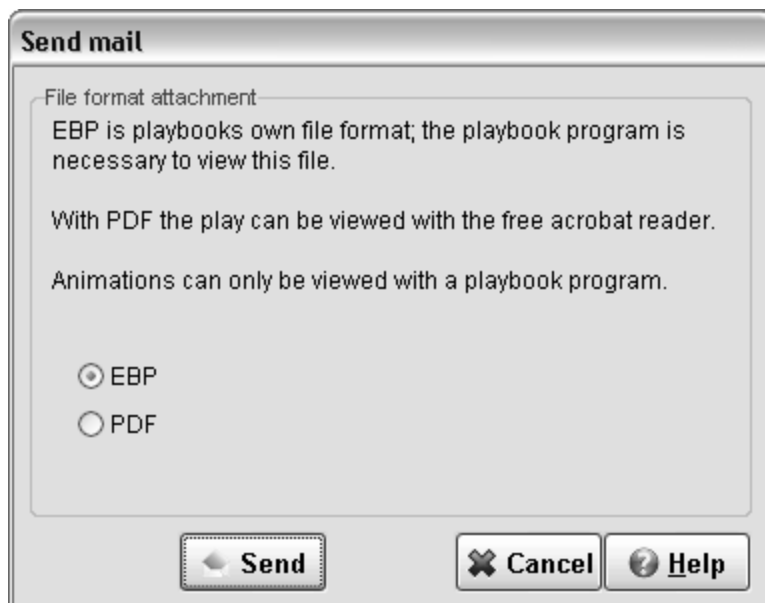 Send mail
File format attachment
EBP is playbooks own file format; the playbook program is
necessary to view this file.
With PDF the play can be viewed with the free acrobat reader.
Animations can only be viewed with a playbook program.
EBP
PDF
Send
Cancel
Help